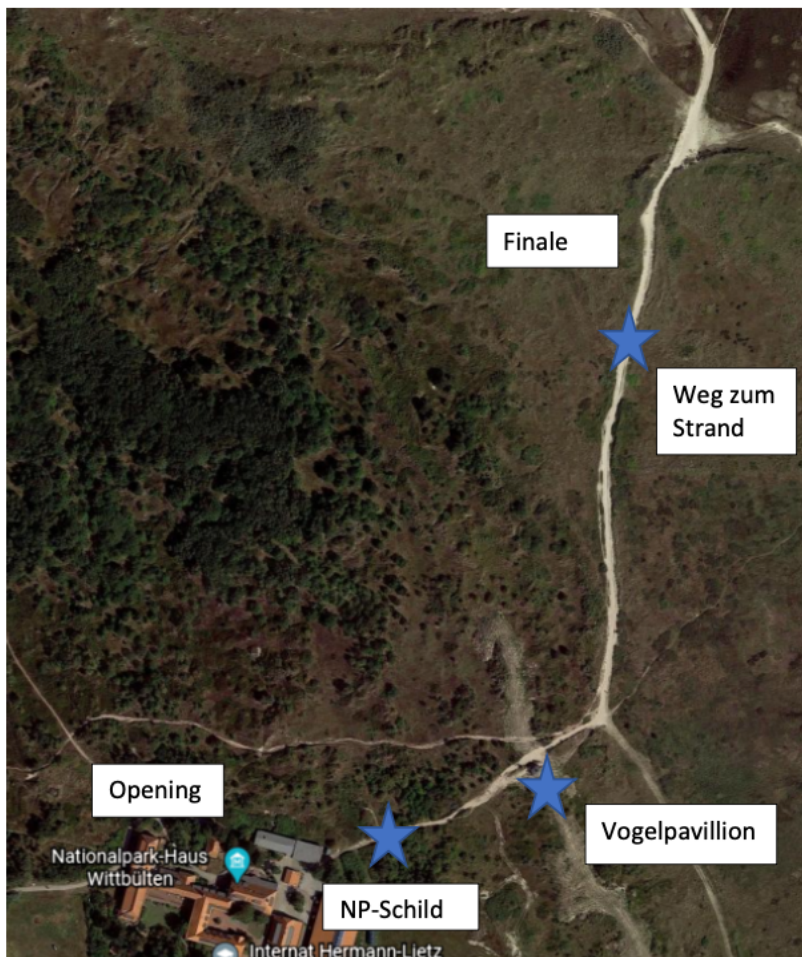 Finale
Weg zum
Strand
Opening
Vogelpavillion
Nationalpark-Haus
Wittbülten
NP-Schild
Internat Hermann-Lietz